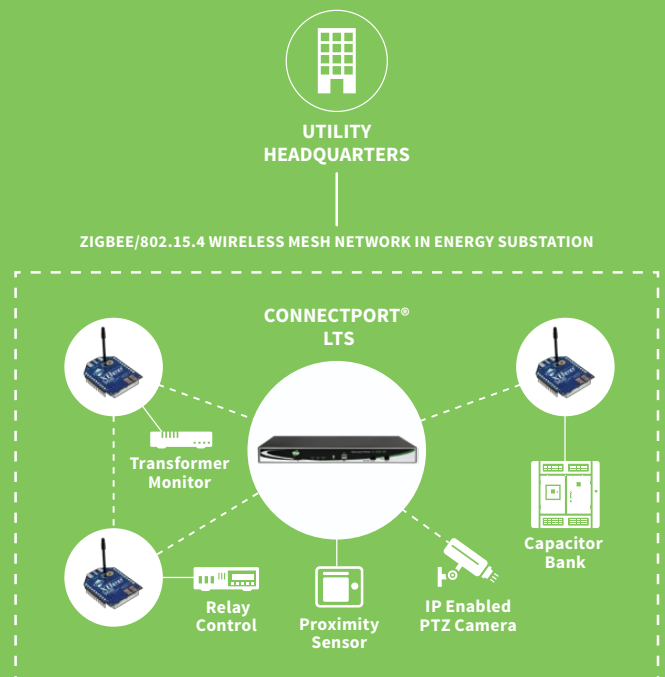 UTILITY
HEADQUARTERS
ZIGBEE/802.15.4 WIRELESS MESH NETWORK IN ENERGY SUBSTATION
CONNECTPORT®
LTS
Transformer
Monitor
Relay
Control
Proximity
Sensor
IP Enabled
PTZ Camera
Capacitor
Bank